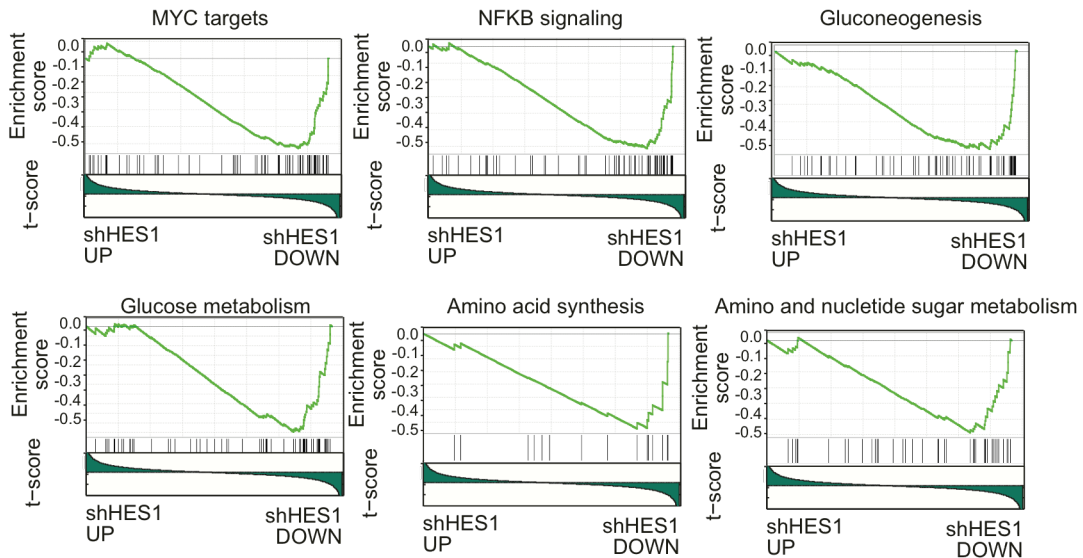 MYC targets
NFKB signaling
Gluconeogenesis
Enrichment
score
0.0
-0.1
-0.2
-0.3
-0.4
-0.5
t-score
shHES1
UP
shHES1
DOWN
Enrichment
score
0.0
-0.1
-0.2
-0.3
-0.4
-0.5
t-score
shHES1
UP
shHES1
DOWN
Enrichment
score
0.0
-0.1
-0.2
-0.3
-0.4
-0.5
t-score
shHES1
UP
shHES1
DOWN
Glucose metabolism
Amino acid synthesis
Amino and nucletide sugar metabolism
Enrichment
score
0.0
-0.1
-0.2
-0.3
-0.4
-0.5
t-score
shHES1
UP
shHES1
DOWN
Enrichment
score
0.0
-0.1
-0.2
-0.3
-0.4
-0.5
t-score
shHES1
UP
shHES1
DOWN
Enrichment
score
0.0
-0.1
-0.2
-0.3
-0.4
-0.5
t-score
shHES1
UP
shHES1
DOWN